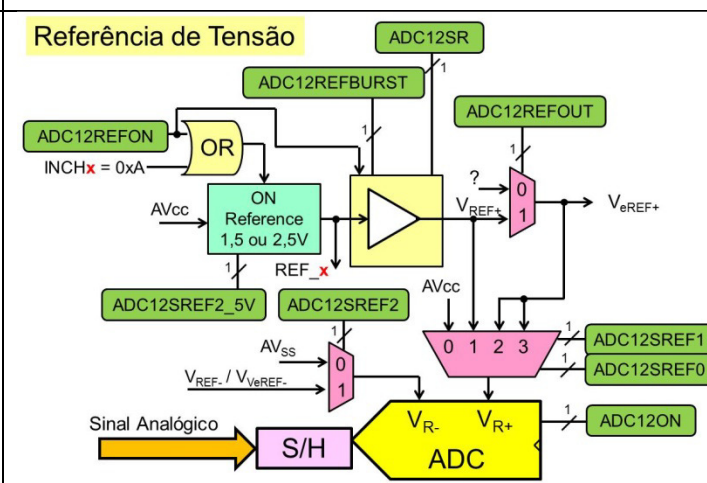 Referência de Tensão
ADC12SR
ADC12REFBURST
ADC12REFOUT
ADC12REFON
INCHx = 0xA
OR
1
1
1
?
0
1
AVcc
ON
Reference
1,5 ou 2,5V
VREF+
VeREF+
REF_x
1
ADC12SREF2_5V
ADC12SREF2
AVcc
1
AVSS
0
1
VREF- / VVeREF-
0 1 2 3
1
ADC12SREF1
ADC12SREF0
Sinal Analógico
S/H
VR-
VR+
ADC
1
ADC12ON